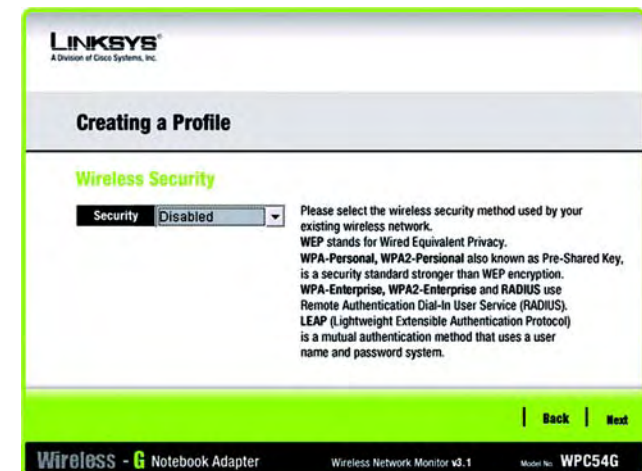 LINKSYS®
A Division of Cisco Systems, Inc.
Creating a Profile
Wireless Security
Security Disabled
Please select the wireless security method used by your
existing wireless network.
WEP stands for Wired Equivalent Privacy.
WPA-Personal, WPA2-Persional also known as Pre-Shared Key,
is a security standard stronger than WEP encryption.
WPA-Enterprise, WPA2-Enterprise and RADIUS use
Remote Authentication Dial-In User Service (RADIUS).
LEAP (Lightweight Extensible Authentication Protocol)
is a mutual authentication method that uses a user
name and password system.
Back Next
Wireless - G Notebook Adapter Wireless Network Monitor v3.1 Model No. WPC54G